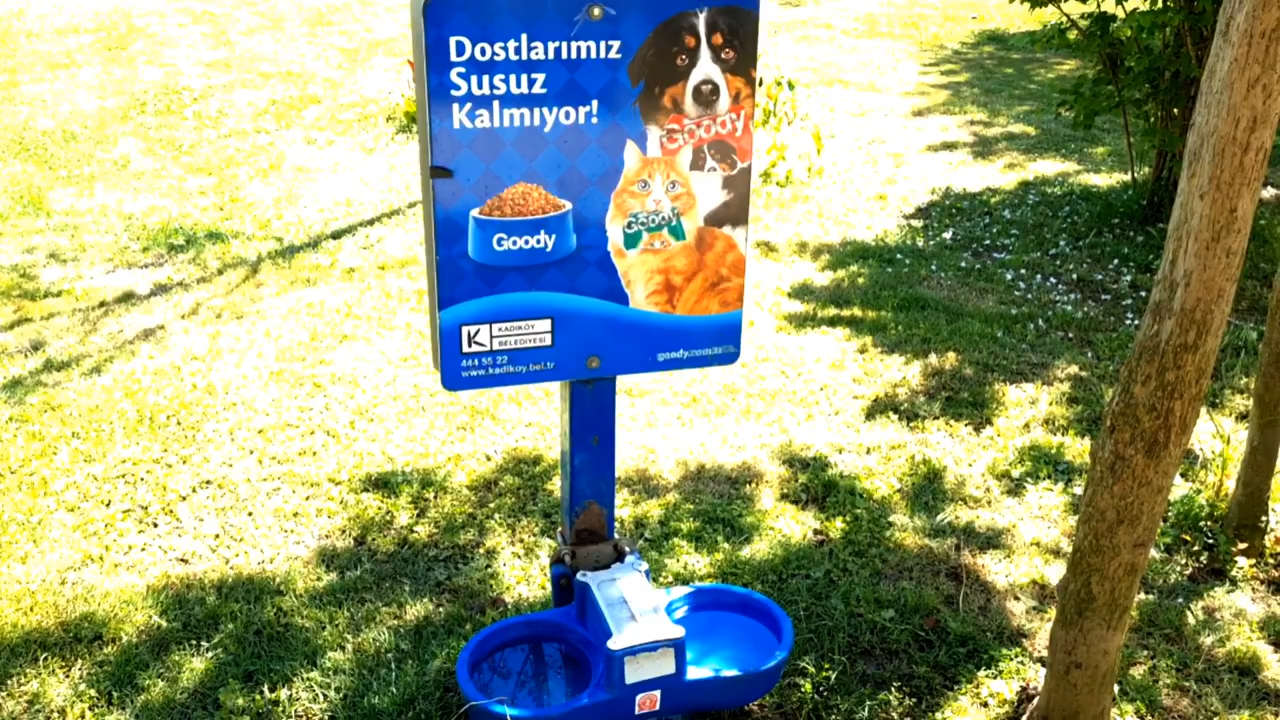 Dostlarımız
Susuz
Kalmıyor!
Goody
Goody
Goody
K KADIKÖY
BELEDİYESİ
444 55 22
www.kadikoy.bel.tr